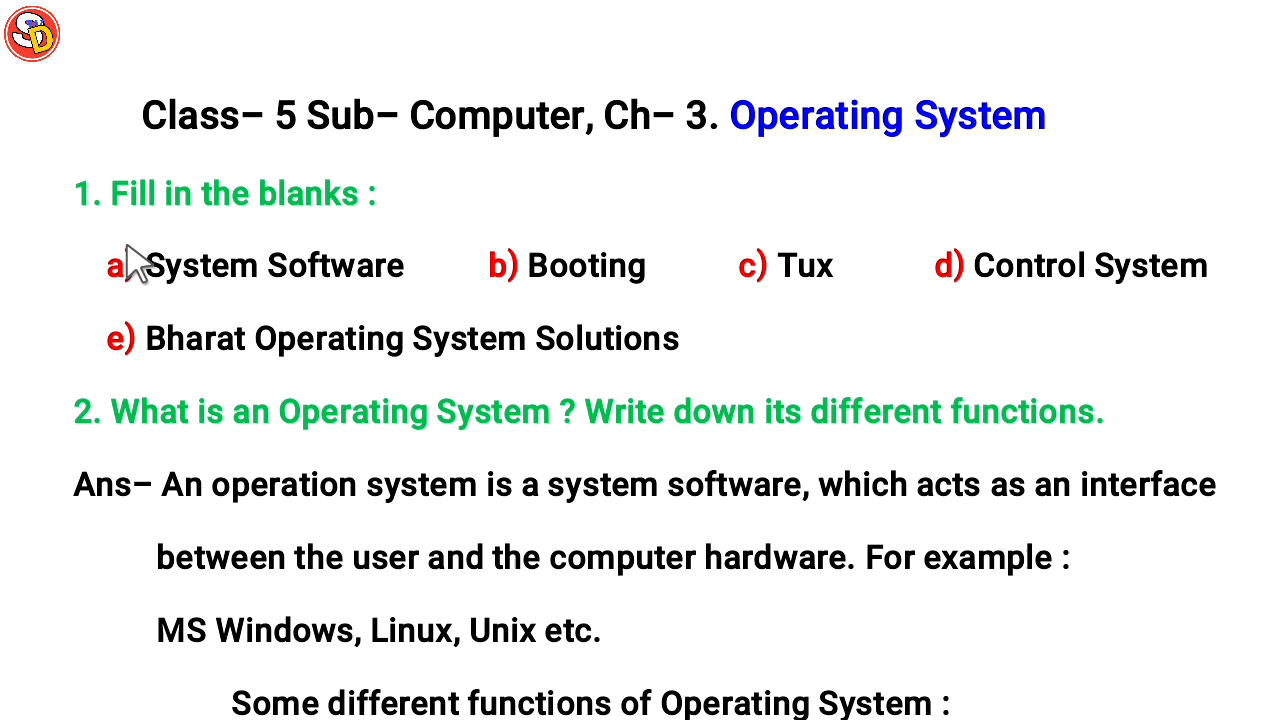 SD
Class– 5 Sub– Computer, Ch– 3. Operating System
1. Fill in the blanks :
a) System Software b) Booting c) Tux d) Control System
e) Bharat Operating System Solutions
2. What is an Operating System ? Write down its different functions.
Ans– An operation system is a system software, which acts as an interface
between the user and the computer hardware. For example :
MS Windows, Linux, Unix etc.
Some different functions of Operating System :